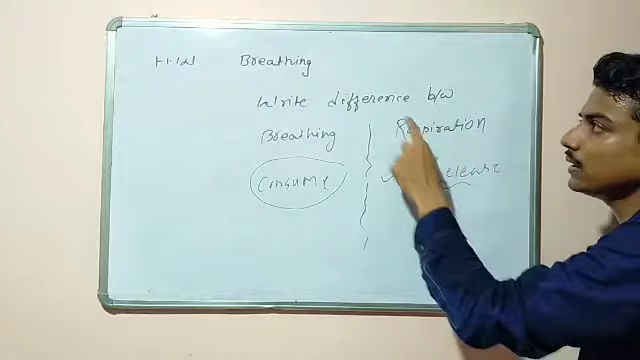 Breathing
Write difference b/w
Breathing Respiration
Consume